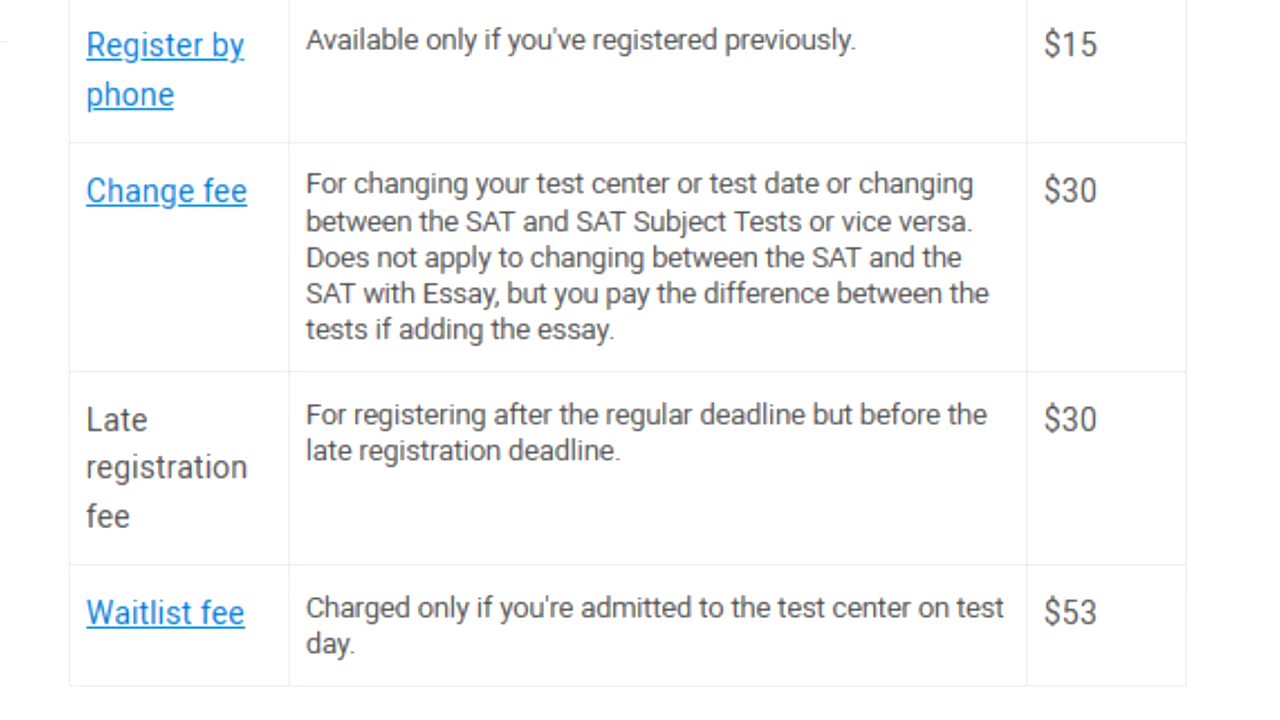 Register by
phone
Available only if you've registered previously.
$15
Change fee
For changing your test center or test date or changing
between the SAT and SAT Subject Tests or vice versa.
Does not apply to changing between the SAT and the
SAT with Essay, but you pay the difference between the
tests if adding the essay.
$30
Late
registration
fee
For registering after the regular deadline but before the
late registration deadline.
$30
Waitlist fee
Charged only if you're admitted to the test center on test
day.
$53